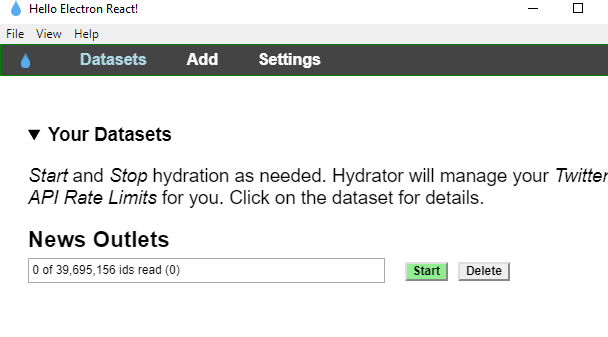 Hello Electron React!
File View Help
Datasets Add Settings
▼ Your Datasets
Start and Stop hydration as needed. Hydrator will manage your Twitter
API Rate Limits for you. Click on the dataset for details.
News Outlets
0 of 39,695,156 ids read (0) Start Delete